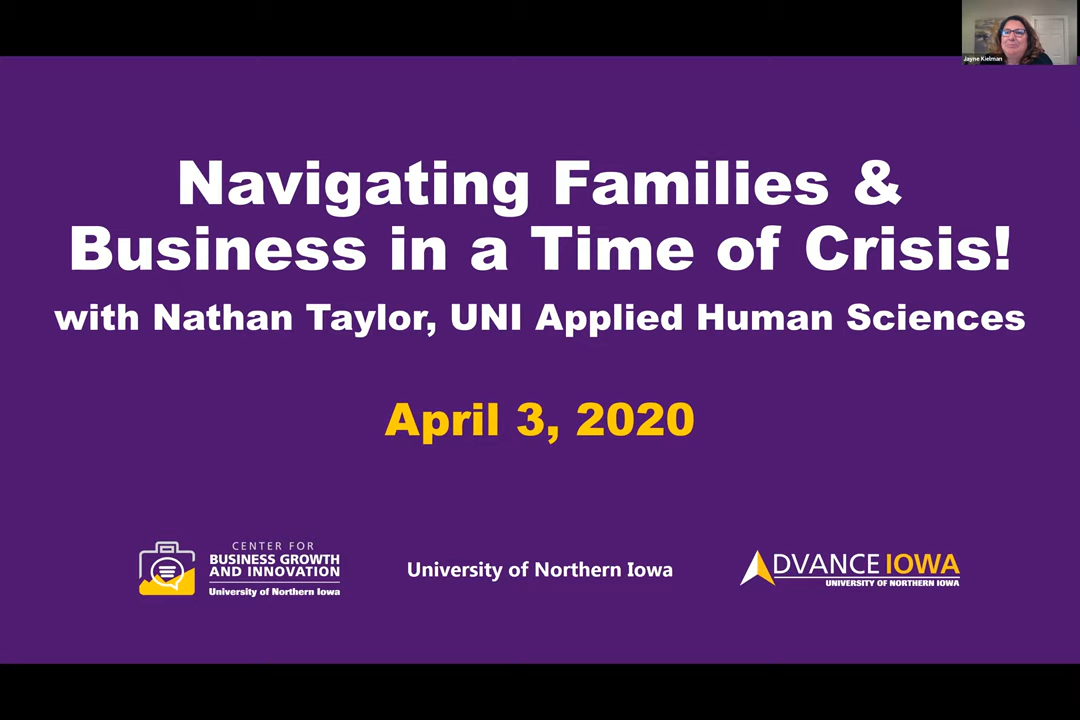 Jayne Kielman
Navigating Families &
Business in a Time of Crisis!
with Nathan Taylor, UNI Applied Human Sciences
April 3, 2020
CENTER FOR
BUSINESS GROWTH
AND INNOVATION
University of Northern Iowa
University of Northern Iowa
ADVANCE IOWA
UNIVERSITY OF NORTHERN IOWA